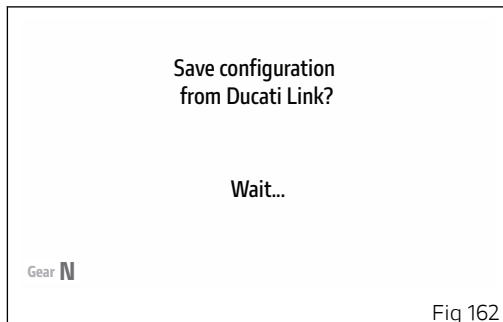 Save configuration
from Ducati Link?
Wait...
Gear N
Fig 162